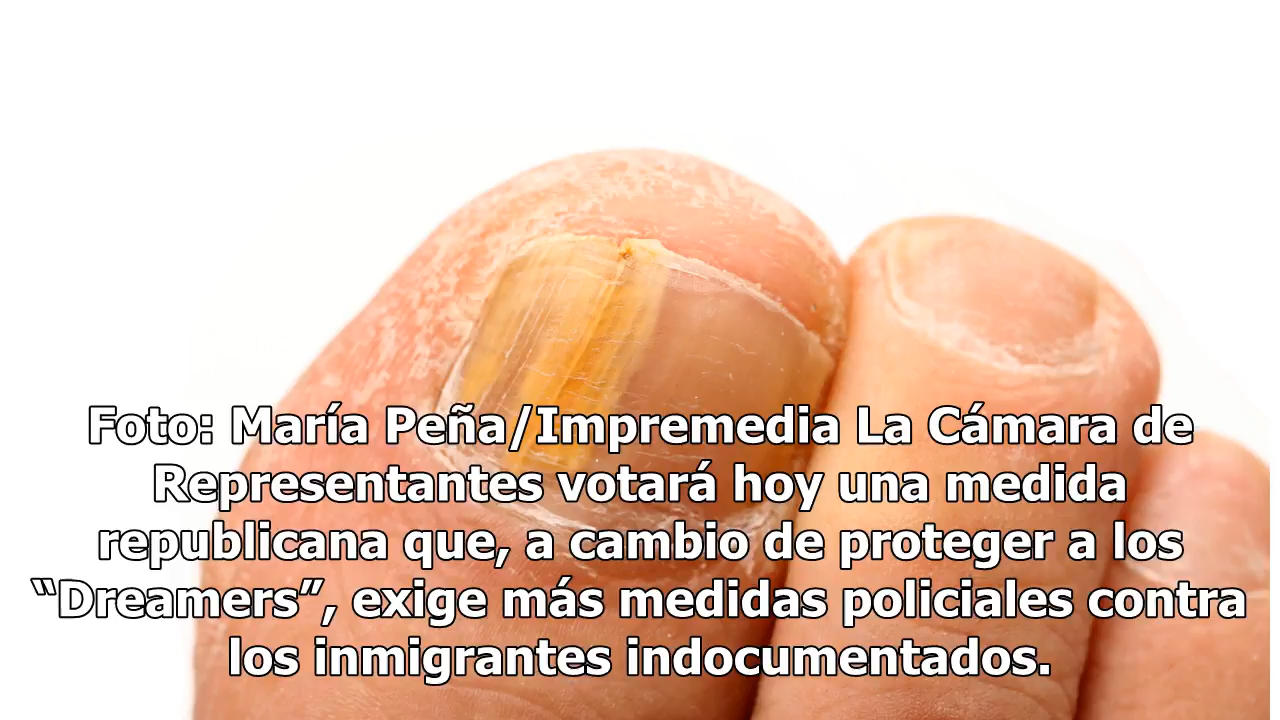 Foto: María Peña/Impremedia La Cámara de
Representantes votará hoy una medida
republicana que, a cambio de proteger a los
“Dreamers”, exige más medidas policiales contra
los inmigrantes indocumentados.